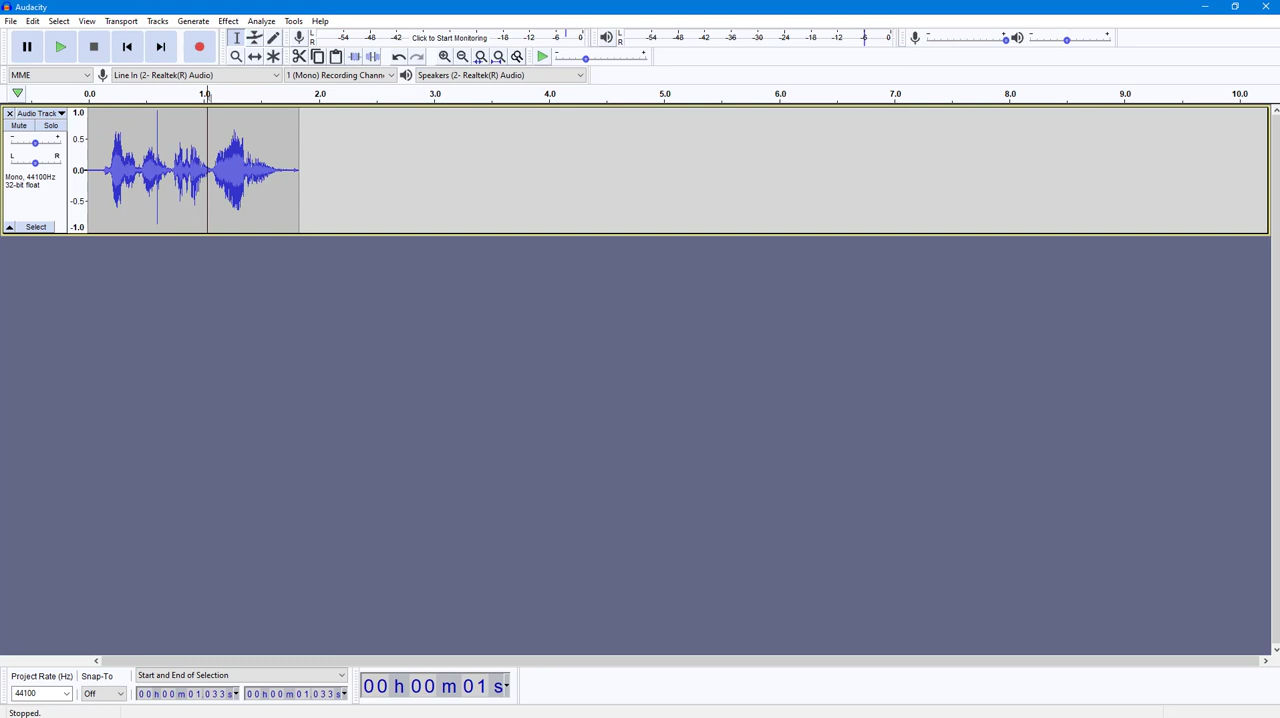 Audacity
File Edit Select View Transport Tracks Generate Effect Analyze Tools Help
L R -54 -48 -42 Click to Start Monitoring -18 -12 -6 0 L R -54 -48 -42 -36 -30 -24 -18 -12 -6 0
MME Line In (2- Realtek(R) Audio) 1 (Mono) Recording Chann Speakers (2- Realtek(R) Audio)
0.0 1.0 2.0 3.0 4.0 5.0 6.0 7.0 8.0 9.0 10.0
Audio Track 1.0
Mute Solo
- + 0.5
L R
Mono, 44100Hz 0.0
32-bit float
-0.5
Select -1.0
Project Rate (Hz) Snap-To Start and End of Selection
44100 Off 00 h 00 m 01.033 s 00 h 00 m 01.033 s 00 h 00 m 01 s
Stopped.